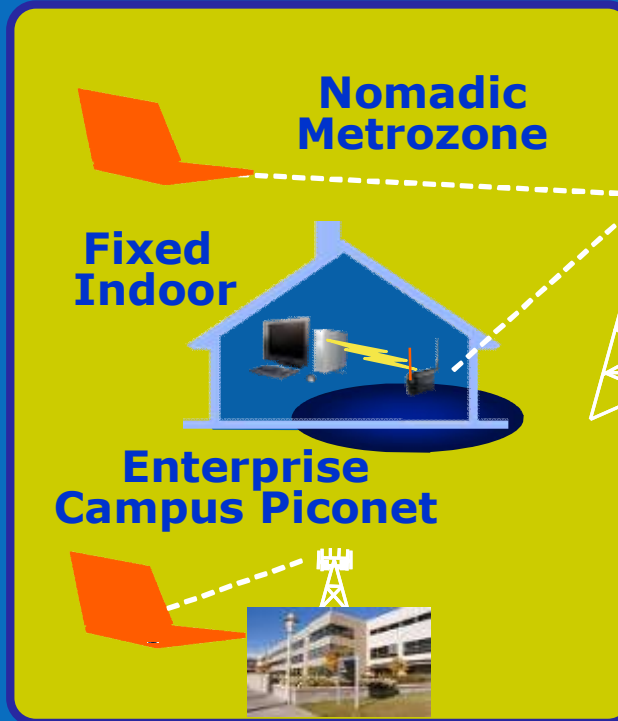 Nomadic
Metrozone
Fixed
Indoor
Enterprise
Campus Piconet